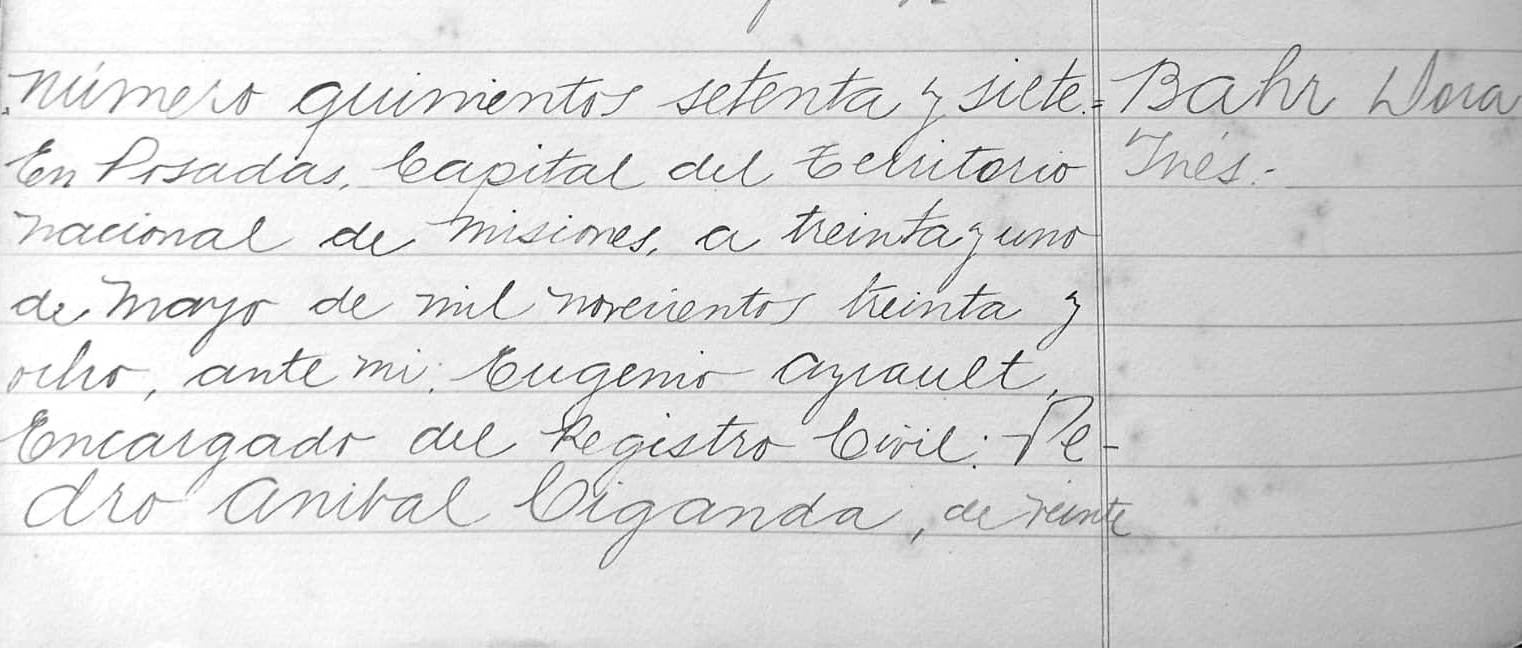 Número quinientos setenta y siete.=
En Posadas, Capital del Territorio
nacional de Misiones, a treinta y uno
de Mayo de mil novecientos treinta y
ocho, ante mi: Eugenio Ayrault,
Encargado del Registro Civil: Pe-
dro Anibal Ciganda, de veinte
Bahr Dora
Inés.-